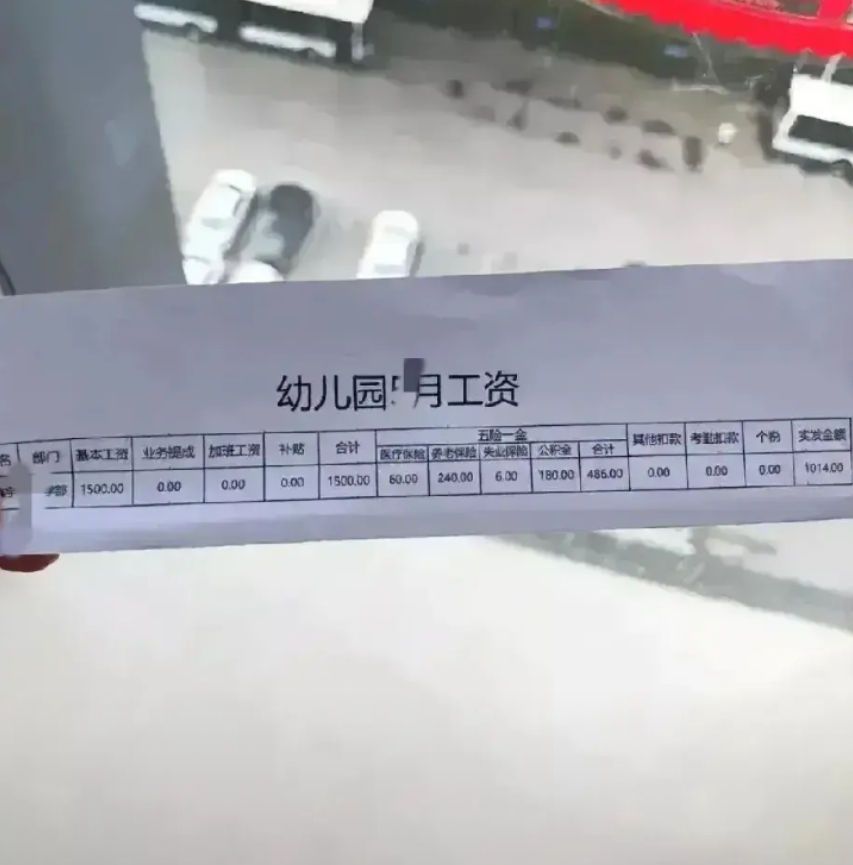 幼儿园 月工资
名 部门 基本工资 业务提成 加班工资 补贴 合计 五险一金 其他扣款 考勤扣款 个税 实发金额
医疗保险 养老保险 失业保险 公积金 合计
学部 1500.00 0.00 0.00 0.00 1500.00 60.00 240.00 6.00 180.00 486.00 0.00 0.00 0.00 1014.00